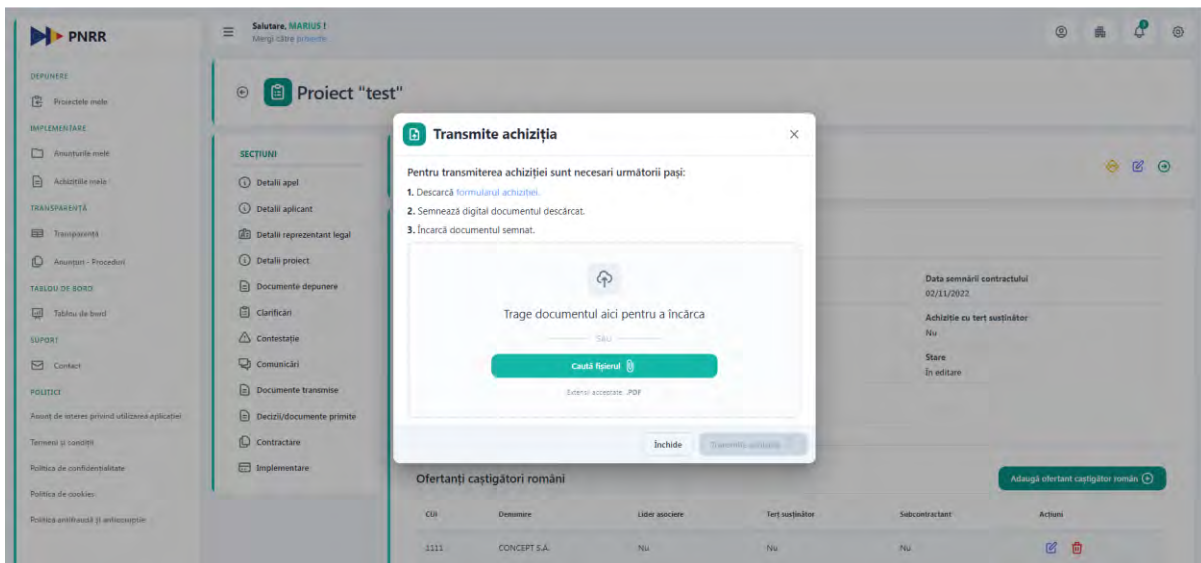 PNRR
Salutare, MARIUS !
Mergi către proiecte
DEPUNERE
Proiectele mele
IMPLEMENTARE
Anunțurile mele
Achizițiile mele
TRANSPARENȚĂ
Transparență
Anunțuri - Proceduri
TABLOU DE BORD
Tablou de bord
SUPORT
Contact
POLITICI
Anunț de interes privind utilizarea aplicației
Termeni și condiții
Politica de confidențialitate
Politica de cookies
Politica antifraudă și anticorupție
Proiect "test"
SECȚIUNI
Detalii apel
Detalii aplicant
Detalii reprezentant legal
Detalii proiect
Documente depunere
Clarificări
Contestație
Comunicări
Documente transmise
Decizii/documente primite
Contractare
Implementare
Transmite achiziția
Pentru transmiterea achiziției sunt necesari următorii pași:
1. Descarcă formularul achiziției.
2. Semnează digital documentul descărcat.
3. Încarcă documentul semnat.
Trage documentul aici pentru a încărca
Sau
Caută fișierul
Extensii acceptate: .PDF
Închide
Transmite achiziția
Data semnării contractului
02/11/2022
Achiziție cu terț susținător
Nu
Stare
În editare
Ofertanți caștigători români
Adaugă ofertant caștigător român
CUI Denumire Lider asociere Terț susținător Subcontractant Acțiuni
1111 CONCEPT S.A. Nu Nu Nu